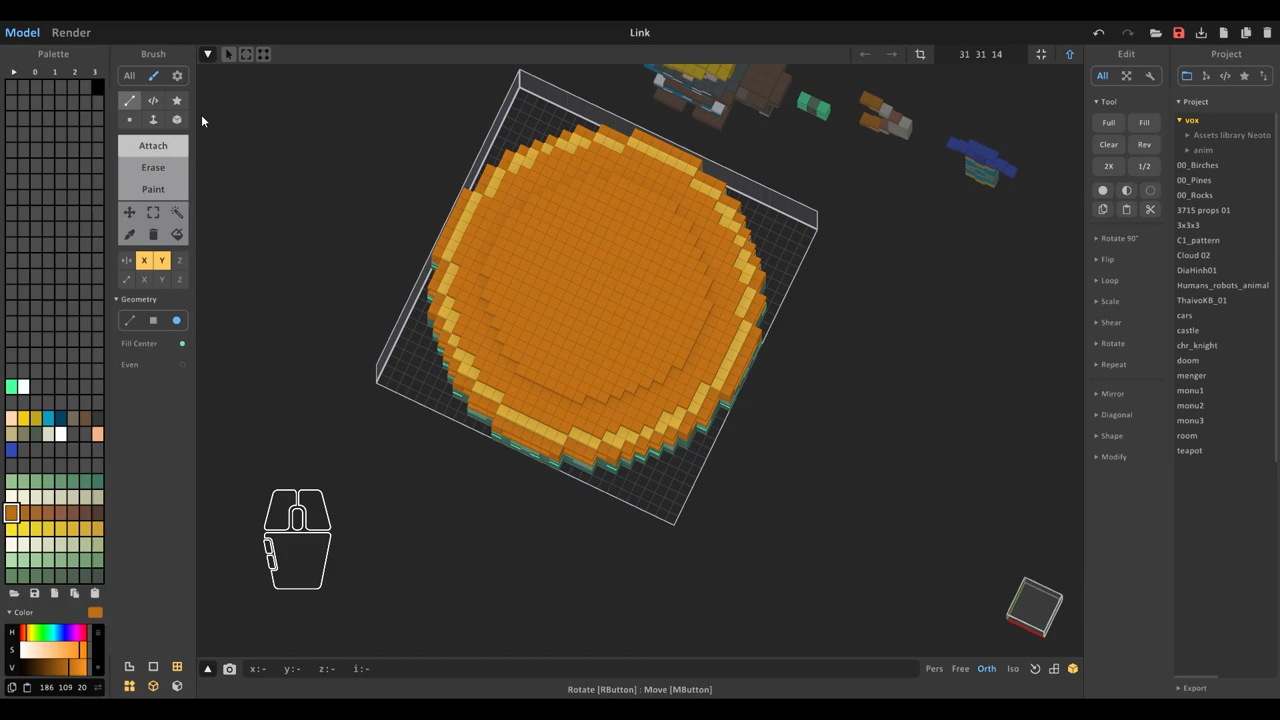 Model Render
Link
Palette
0 1 2 3
Brush
All
Attach
Erase
Paint
X Y Z
X Y Z
Geometry
Fill Center
Even
Color
H
S
V
186 109 20
31 31 14
x:- y:- z:- i:-
Pers Free Orth Iso
Rotate [RButton] : Move [MButton]
Edit
All
Tool
Full Fill
Clear Rev
2X 1/2
Rotate 90°
Flip
Loop
Scale
Shear
Rotate
Repeat
Mirror
Diagonal
Shape
Modify
Project
Project
vox
Assets library Neoto
anim
00_Birches
00_Pines
00_Rocks
3715 props 01
3x3x3
C1_pattern
Cloud 02
DiaHinh01
Humans_robots_animal
ThaivoKB_01
cars
castle
chr_knight
doom
menger
monu1
monu2
monu3
room
teapot
Export